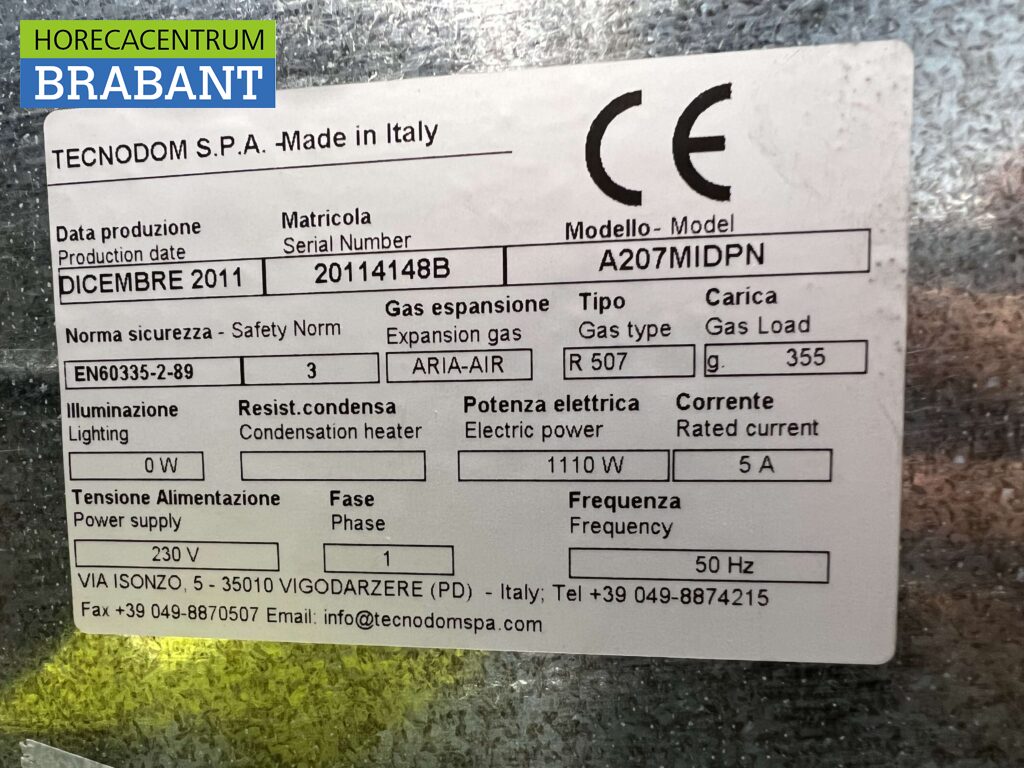 HORECACENTRUM
BRABANT
TECNODOM S.P.A. -Made in Italy
CE
Data produzione Matricola Modello - Model
Production date Serial Number
DICEMBRE 2011 20114148B A207MIDPN
Norma sicurezza - Safety Norm Gas espansione Tipo Carica
Expansion gas Gas type Gas Load
EN60335-2-89 3 ARIA-AIR R 507 g. 355
Illuminazione Resist.condensa Potenza elettrica Corrente
Lighting Condensation heater Electric power Rated current
0 W 1110 W 5 A
Tensione Alimentazione Fase Frequenza
Power supply Phase Frequency
230 V 1 50 Hz
VIA ISONZO, 5 - 35010 VIGODARZERE (PD) - Italy; Tel +39 049-8874215
Fax +39 049-8870507 Email: info@tecnodomspa.com